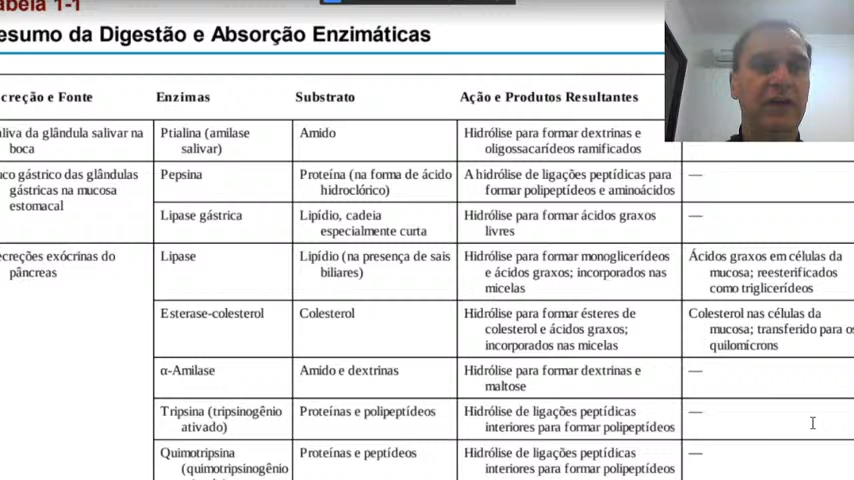 abela 1-1
esumo da Digestão e Absorção Enzimáticas
creção e Fonte
Enzimas
Substrato
Ação e Produtos Resultantes
aliva da glândula salivar na
boca
Ptialina (amilase
salivar)
Amido
Hidrólise para formar dextrinas e
oligossacarídeos ramificados
uco gástrico das glândulas
gástricas na mucosa
estomacal
Pepsina
Proteína (na forma de ácido
hidroclórico)
A hidrólise de ligações peptídicas para
formar polipeptídeos e aminoácidos
—
Lipase gástrica
Lipídio, cadeia
especialmente curta
Hidrólise para formar ácidos graxos
livres
—
ecreções exócrinas do
pâncreas
Lipase
Lipídio (na presença de sais
biliares)
Hidrólise para formar monoglicerídeos
e ácidos graxos; incorporados nas
micelas
Ácidos graxos em células da
mucosa; reesterificados
como triglicerídeos
Esterase-colesterol
Colesterol
Hidrólise para formar ésteres de
colesterol e ácidos graxos;
incorporados nas micelas
Colesterol nas células da
mucosa; transferido para os
quilomícrons
α-Amilase
Amido e dextrinas
Hidrólise para formar dextrinas e
maltose
—
Tripsina (tripsinogênio
ativado)
Proteínas e polipeptídeos
Hidrólise de ligações peptídicas
interiores para formar polipeptídeos
—
Quimotripsina
(quimotripsinogênio
Proteínas e peptídeos
Hidrólise de ligações peptídicas
interiores para formar polipeptídeos
—